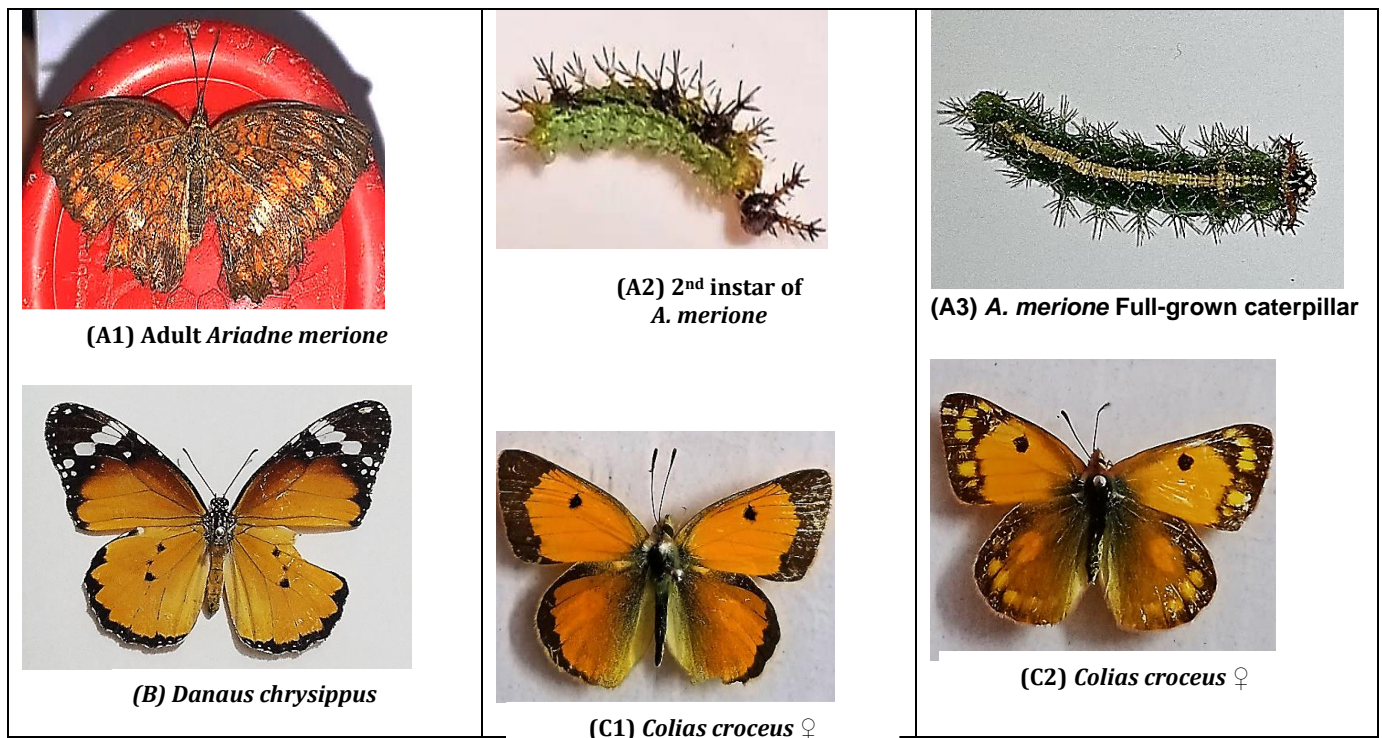 (A1) Adult Ariadne merione
(A2) 2nd instar of
A. merione
(A3) A. merione Full-grown caterpillar
(B) Danaus chrysippus
(C1) Colias croceus ♀
(C2) Colias croceus ♀